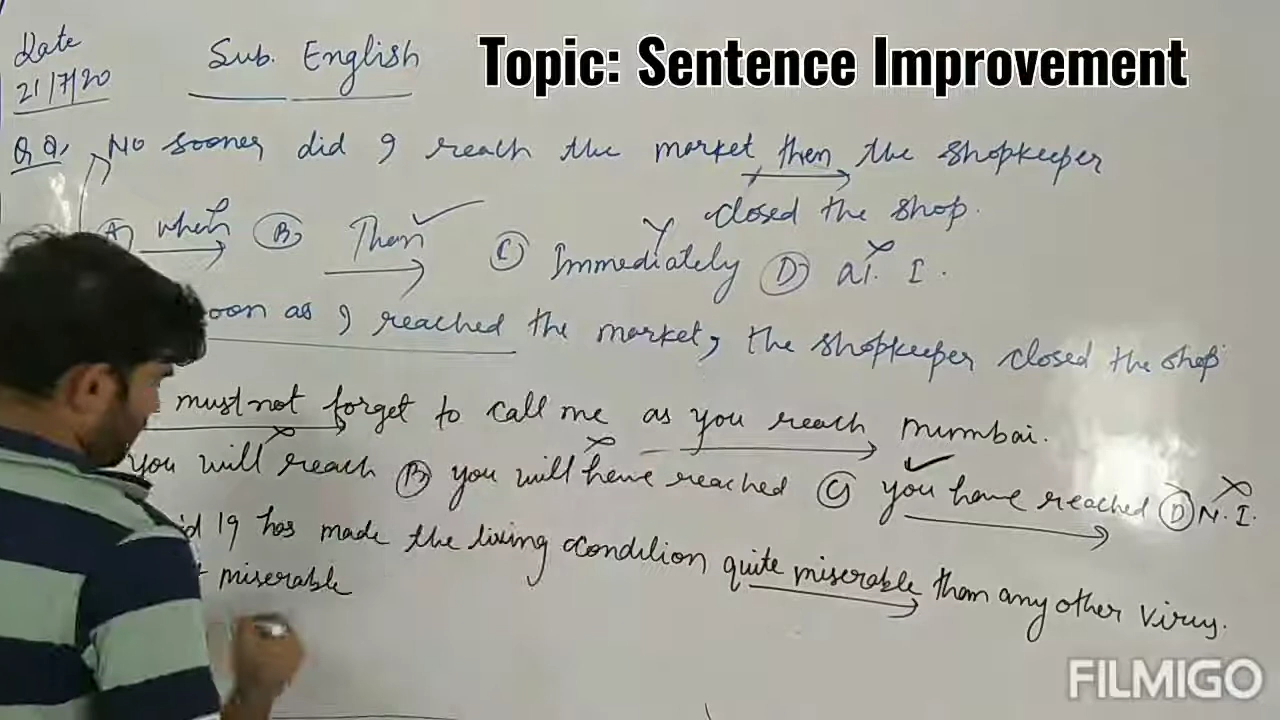 Date
21/7/20
Sub. English
Topic: Sentence Improvement
No sooner did I reach the market then the shopkeeper
closed the shop.
A) when B) Than C) Immediately D) N. I.
oon as I reached the market, the shopkeeper closed the shop
must not forget to call me as you reach Mumbai.
you will reach B) you will have reached C) you have reached D) N. I.
id 19 has made the living condition quite miserable than any other virus.
miserable
FILMIGO